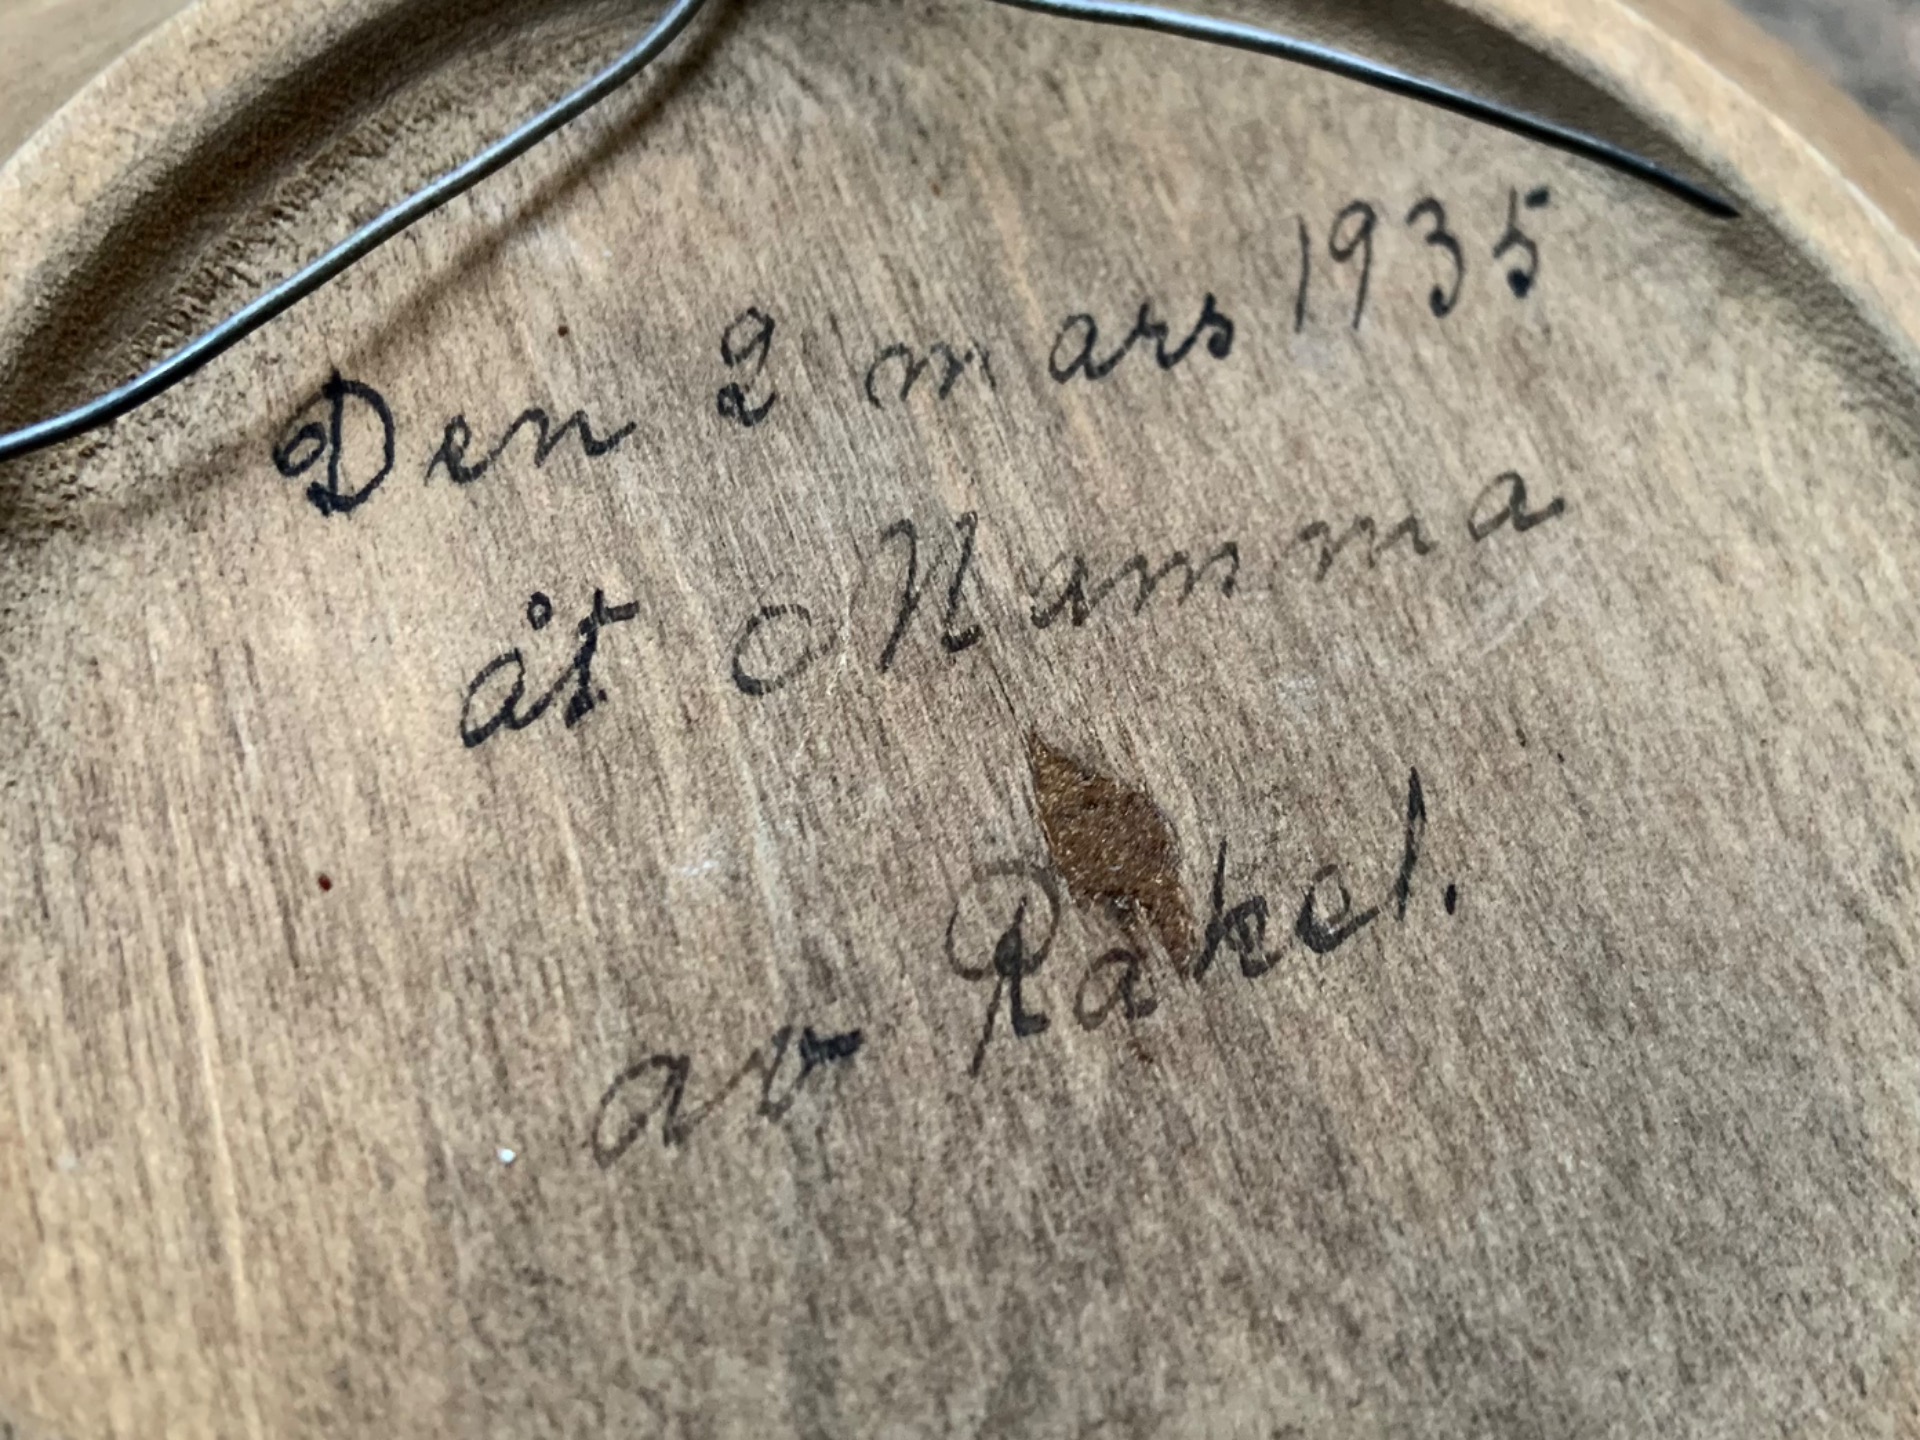 Den 2 mars 1935
åt Mamma
av Rakel.